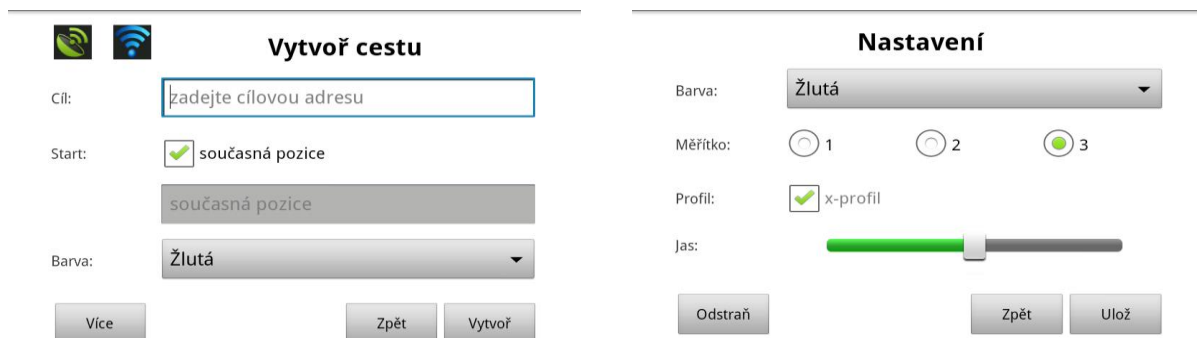 Vytvoř cestu
Cíl: zadejte cílovou adresu
Start: současná pozice
současná pozice
Barva: Žlutá
Více Zpět Vytvoř
Nastavení
Barva: Žlutá
Měřítko: 1 2 3
Profil: x-profil
Jas:
Odstraň Zpět Ulož